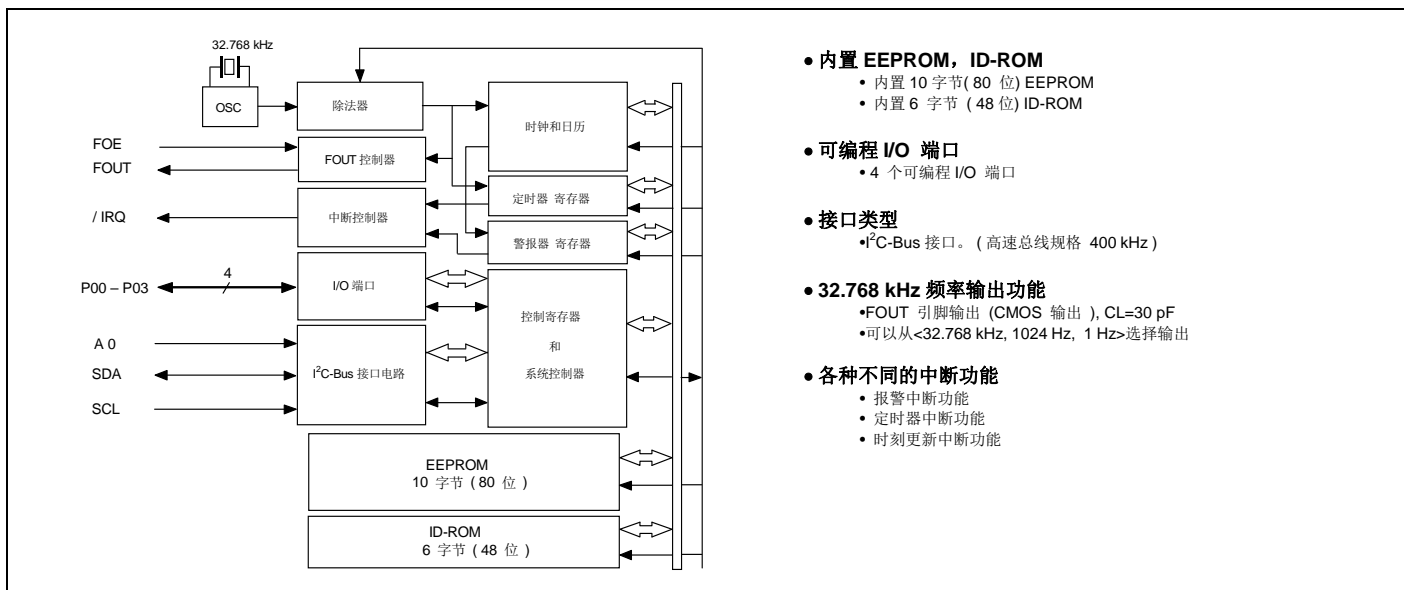 32.768 kHz
OSC
除法器
时钟和日历
FOE
FOUT
FOUT 控制器
定时器 寄存器
/ IRQ
中断控制器
警报器 寄存器
4
P00 – P03
I/O 端口
控制寄存器
和
系统控制器
A 0
SDA
SCL
I²C-Bus 接口电路
EEPROM
10 字节 ( 80 位 )
ID-ROM
6 字节 ( 48 位 )
● 内置 EEPROM，ID-ROM
• 内置 10 字节( 80 位) EEPROM
• 内置 6 字节 ( 48 位) ID-ROM
● 可编程 I/O 端口
• 4 个可编程 I/O 端口
● 接口类型
•I²C-Bus 接口。 ( 高速总线规格 400 kHz )
● 32.768 kHz 频率输出功能
•FOUT 引脚输出 (CMOS 输出 ), CL=30 pF
•可以从<32.768 kHz, 1024 Hz, 1 Hz>选择输出
● 各种不同的中断功能
• 报警中断功能
• 定时器中断功能
• 时刻更新中断功能